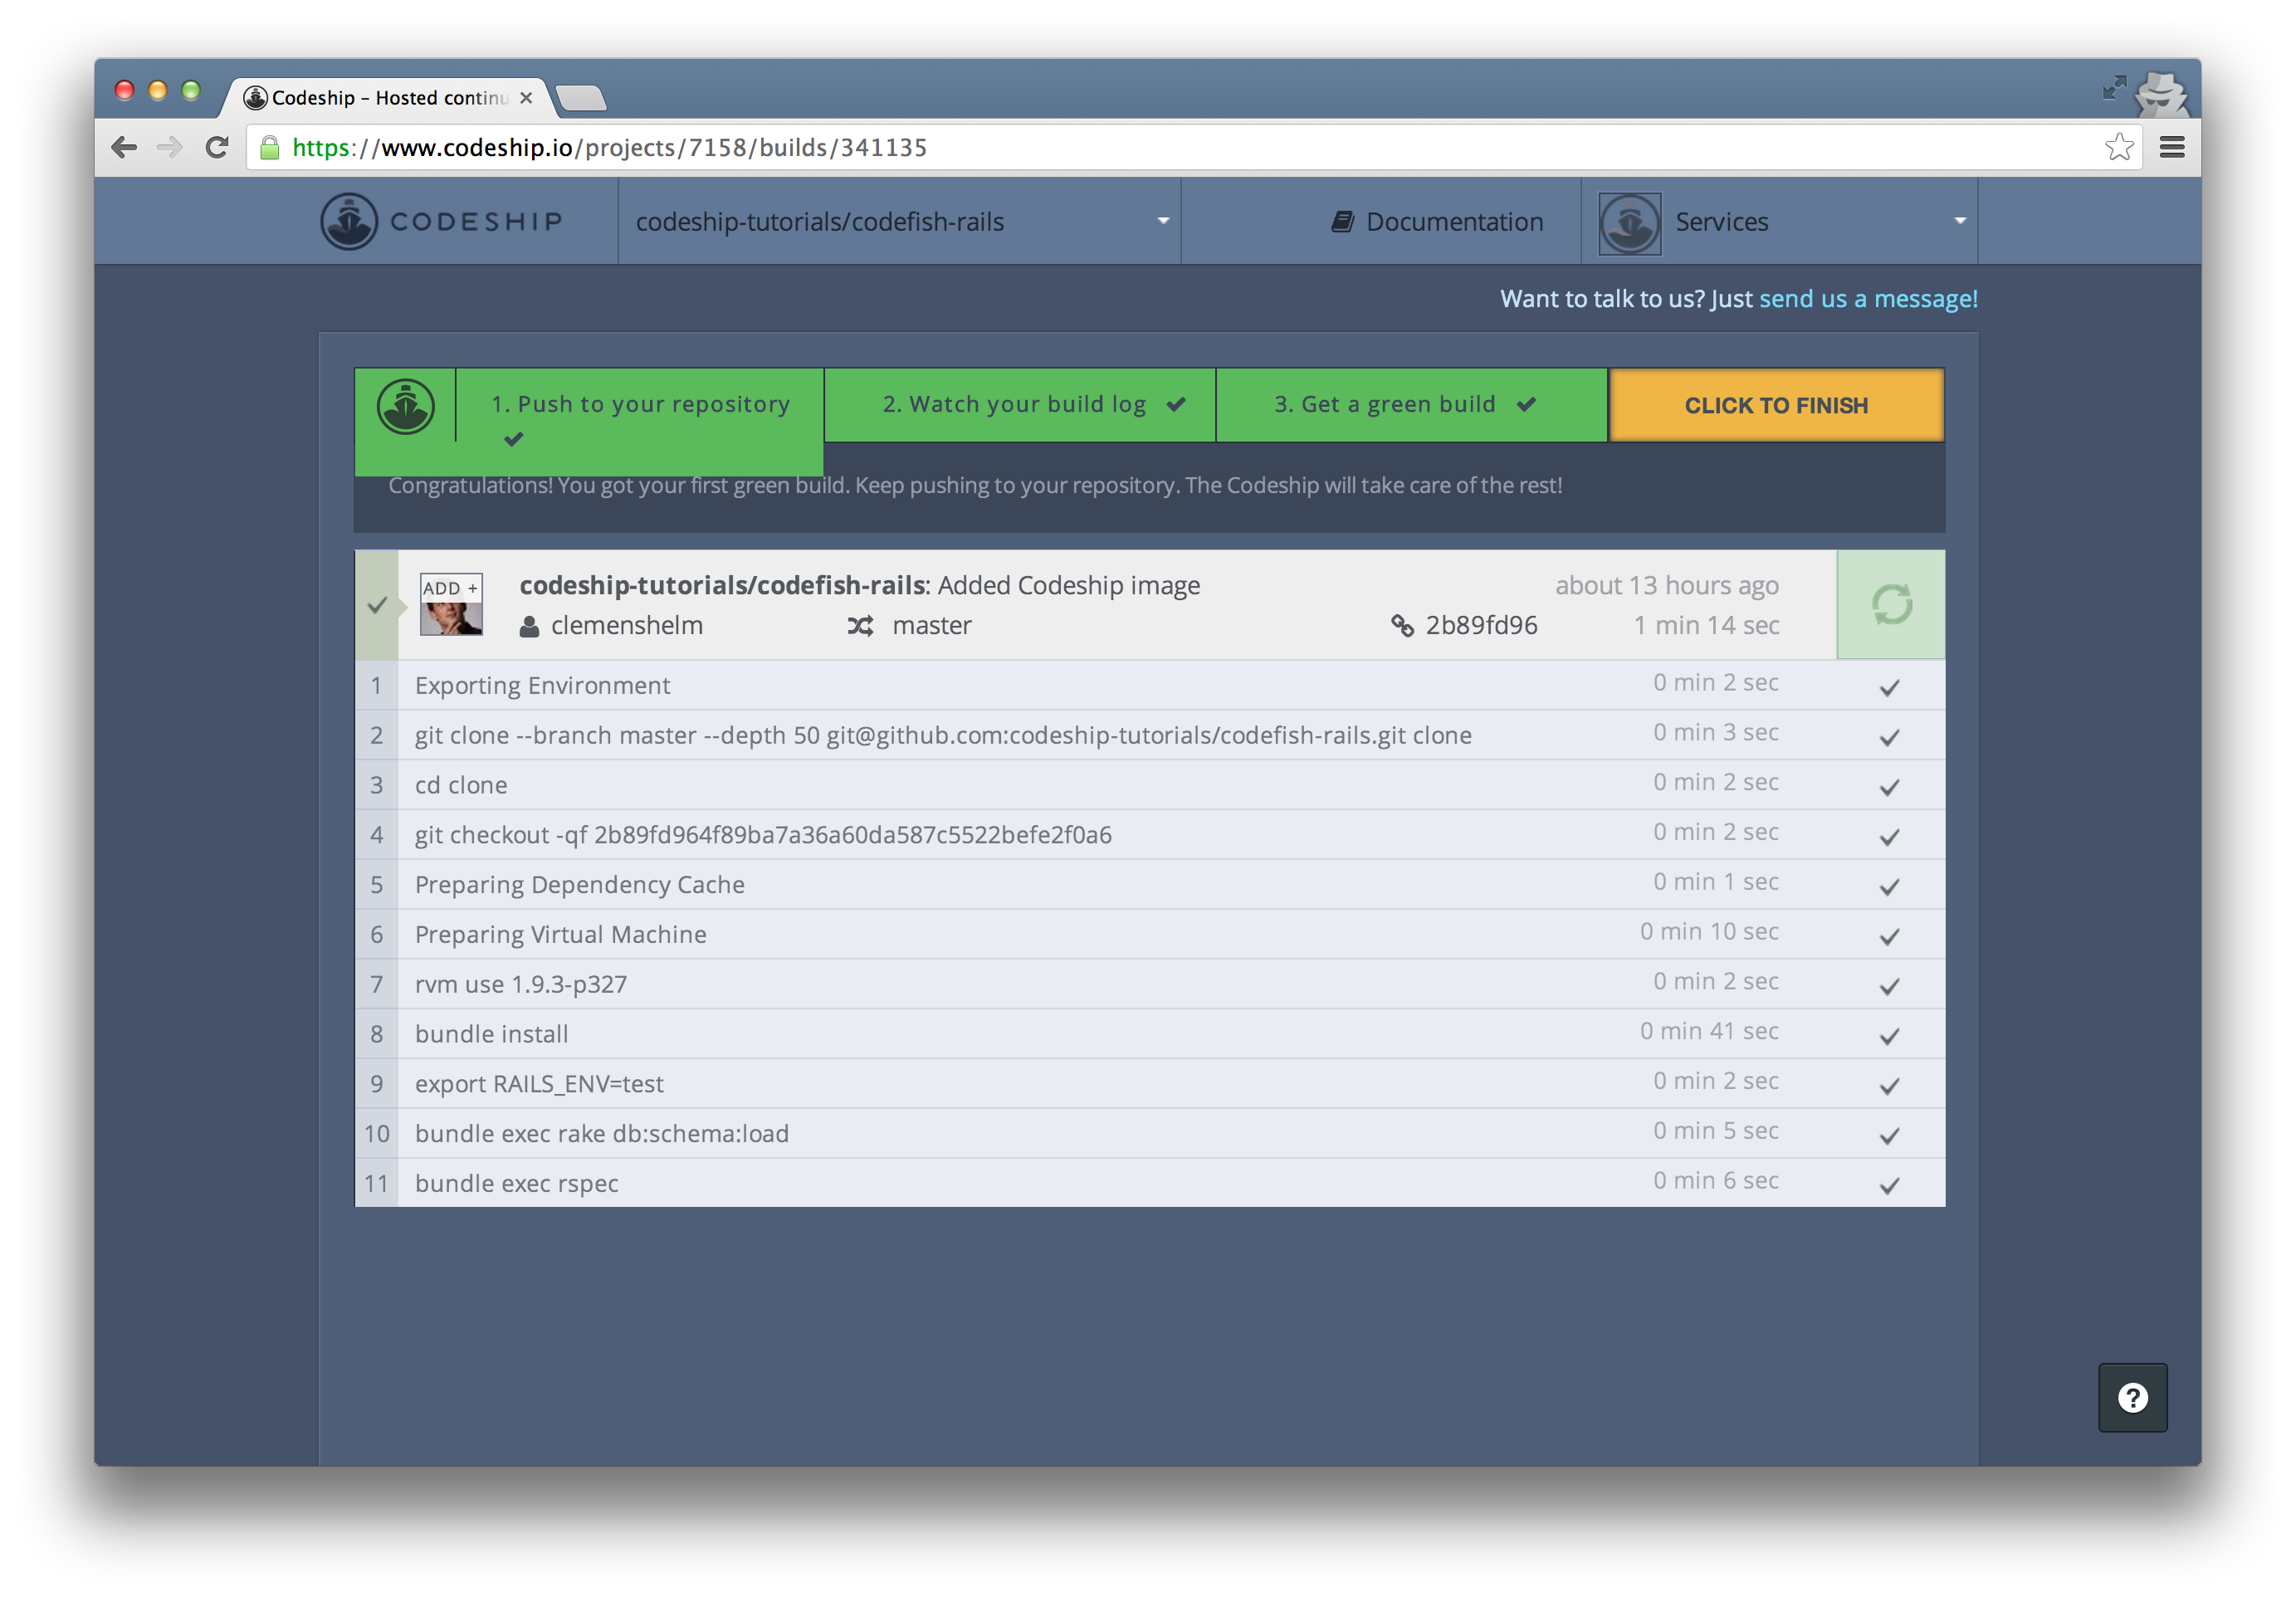 Codeship – Hosted continu
https://www.codeship.io/projects/7158/builds/341135
CODESHIP
codeship-tutorials/codefish-rails
Documentation
Services
Want to talk to us? Just send us a message!
1. Push to your repository
2. Watch your build log
3. Get a green build
CLICK TO FINISH
Congratulations! You got your first green build. Keep pushing to your repository. The Codeship will take care of the rest!
ADD +
codeship-tutorials/codefish-rails: Added Codeship image
about 13 hours ago
clemenshelm
master
2b89fd96
1 min 14 sec
1 Exporting Environment 0 min 2 sec
2 git clone --branch master --depth 50 git@github.com:codeship-tutorials/codefish-rails.git clone 0 min 3 sec
3 cd clone 0 min 2 sec
4 git checkout -qf 2b89fd964f89ba7a36a60da587c5522befe2f0a6 0 min 2 sec
5 Preparing Dependency Cache 0 min 1 sec
6 Preparing Virtual Machine 0 min 10 sec
7 rvm use 1.9.3-p327 0 min 2 sec
8 bundle install 0 min 41 sec
9 export RAILS_ENV=test 0 min 2 sec
10 bundle exec rake db:schema:load 0 min 5 sec
11 bundle exec rspec 0 min 6 sec
?